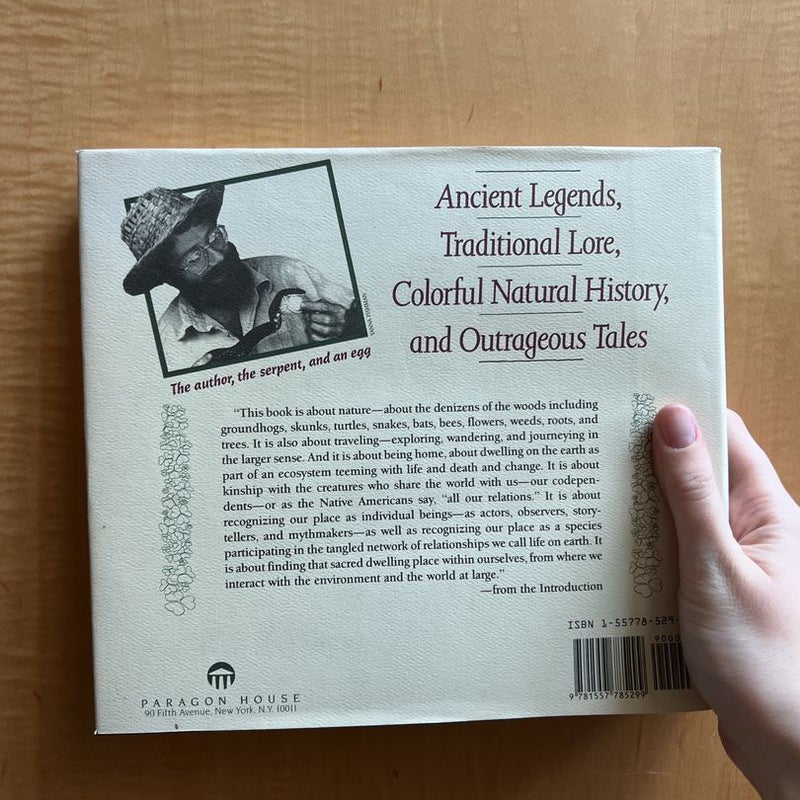 Ancient Legends,
Traditional Lore,
Colorful Natural History,
and Outrageous Tales
The author, the serpent, and an egg
“This book is about nature—about the denizens of the woods including
groundhogs, skunks, turtles, snakes, bats, bees, flowers, weeds, roots, and
trees. It is also about traveling—exploring, wandering, and journeying in
the larger sense. And it is about being home, about dwelling on the earth as
part of an ecosystem teeming with life and death and change. It is about
kinship with the creatures who share the world with us—our codepen-
dents—or as the Native Americans say, “all our relations.” It is about
recognizing our place as individual beings—as actors, observers, story-
tellers, and mythmakers—as well as recognizing our place as a species
participating in the tangled network of relationships we call life on earth. It
is about finding that sacred dwelling place within ourselves, from where we
interact with the environment and the world at large.”
—from the Introduction
ISBN 1-55778-529-
9000
9 781557 785299
PARAGON HOUSE
90 Fifth Avenue, New York, N.Y. 10011